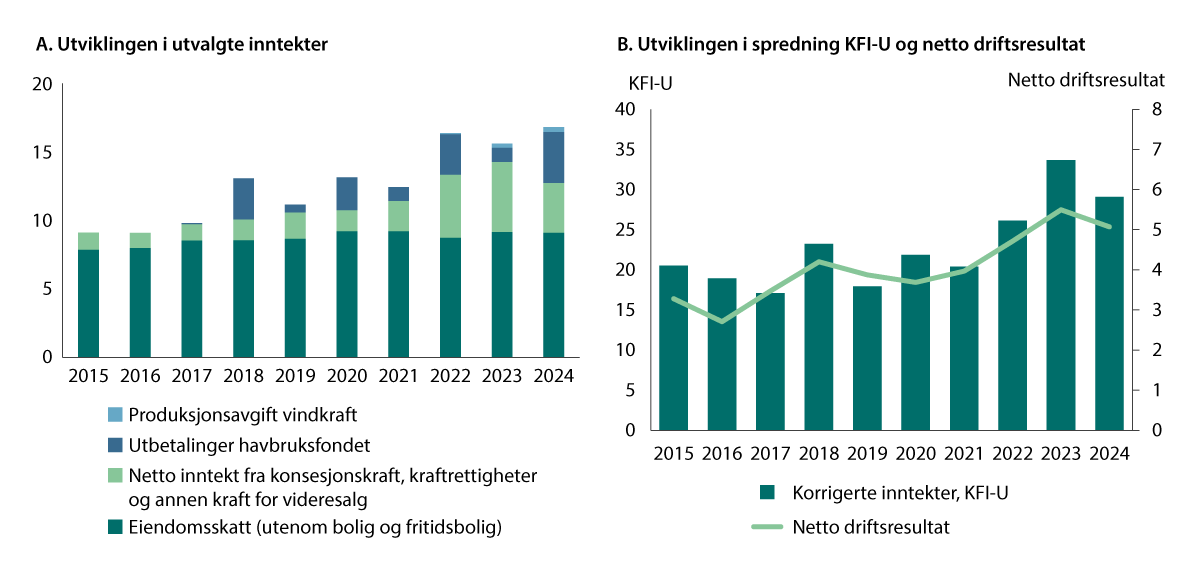 A. Utviklingen i utvalgte inntekter
20
15
10
5
0
2015 2016 2017 2018 2019 2020 2021 2022 2023 2024
Produksjonsavgift vindkraft
Utbetalinger havbruksfondet
Netto inntekt fra konsesjonskraft, kraftrettigheter
og annen kraft for videresalg
Eiendomsskatt (utenom bolig og fritidsbolig)
B. Utviklingen i spredning KFI-U og netto driftsresultat
KFI-U
Netto driftsresultat
40
35
30
25
20
15
10
5
0
8
7
6
5
4
3
2
1
0
2015 2016 2017 2018 2019 2020 2021 2022 2023 2024
Korrigerte inntekter, KFI-U
Netto driftsresultat